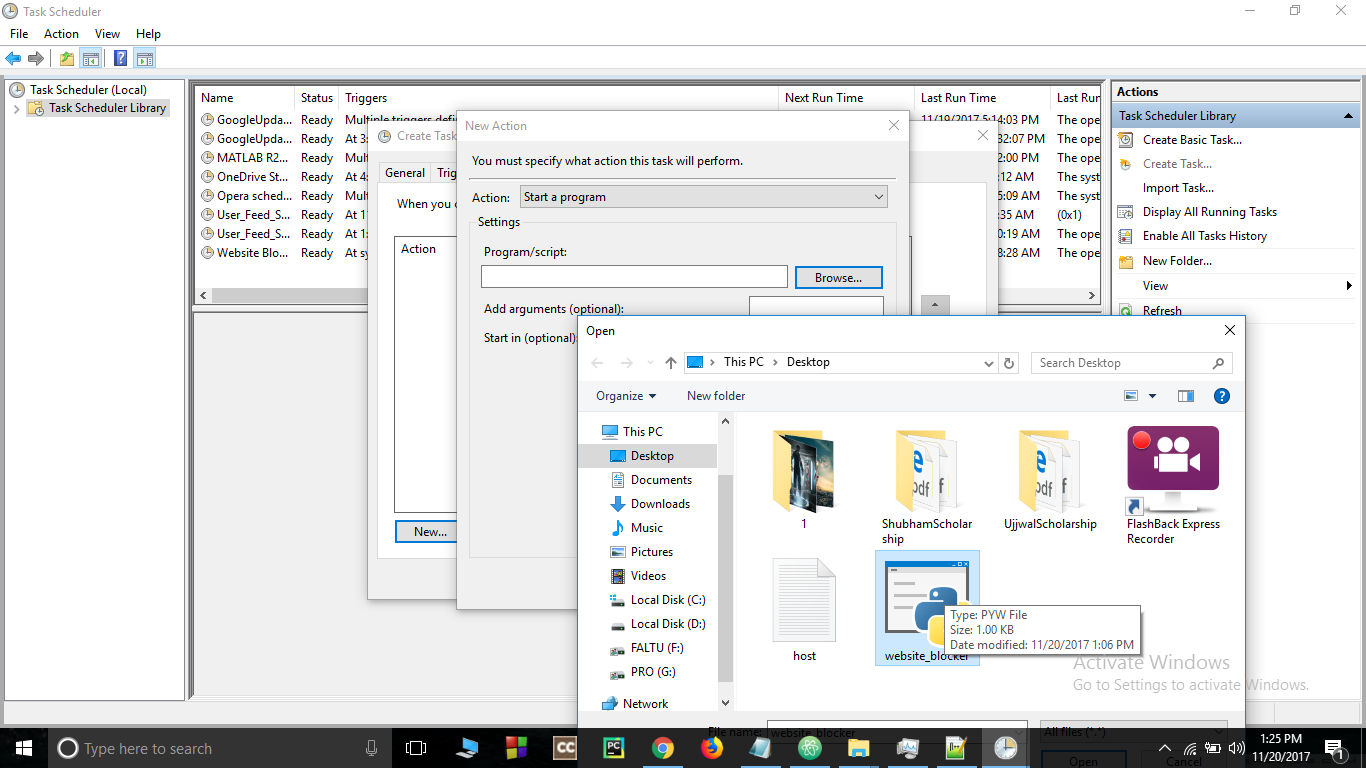 Task Scheduler
File Action View Help
Task Scheduler (Local)
Task Scheduler Library
Name Status Triggers Next Run Time Last Run Time Last Run
GoogleUpda... Ready Multiple triggers defi 11/19/2017 5:14:03 PM The ope
GoogleUpda... Ready At 3: 32:07 PM The ope
MATLAB R2... Ready Mult 2:00 PM The ope
OneDrive St... Ready At 4: :12 AM The syst
Opera sched... Ready Mult 5:09 AM The syst
User_Feed_S... Ready At 1 :35 AM (0x1)
User_Feed_S... Ready At 1: 0:19 AM The ope
Website Blo... Ready At sy 8:28 AM The ope
Create Task
General Trig
When you c
Action
New...
New Action
You must specify what action this task will perform.
Action: Start a program
Settings
Program/script:
Browse...
Add arguments (optional):
Start in (optional):
Actions
Task Scheduler Library
Create Basic Task...
Create Task...
Import Task...
Display All Running Tasks
Enable All Tasks History
New Folder...
View
Refresh
Open
This PC > Desktop
Search Desktop
Organize New folder
This PC
Desktop
Documents
Downloads
Music
Pictures
Videos
Local Disk (C:)
Local Disk (D:)
FALTU (F:)
PRO (G:)
Network
1
ShubhamScholar
ship
UjjwalScholarship
FlashBack Express
Recorder
pdf
pdf
host
website_blocker
Type: PYW File
Size: 1.00 KB
Date modified: 11/20/2017 1:06 PM
Activate Windows
Go to Settings to activate Windows.
File name: website_blocker All files (*.*)
Open Cancel
Type here to search
CC
PC
1:25 PM
11/20/2017
1